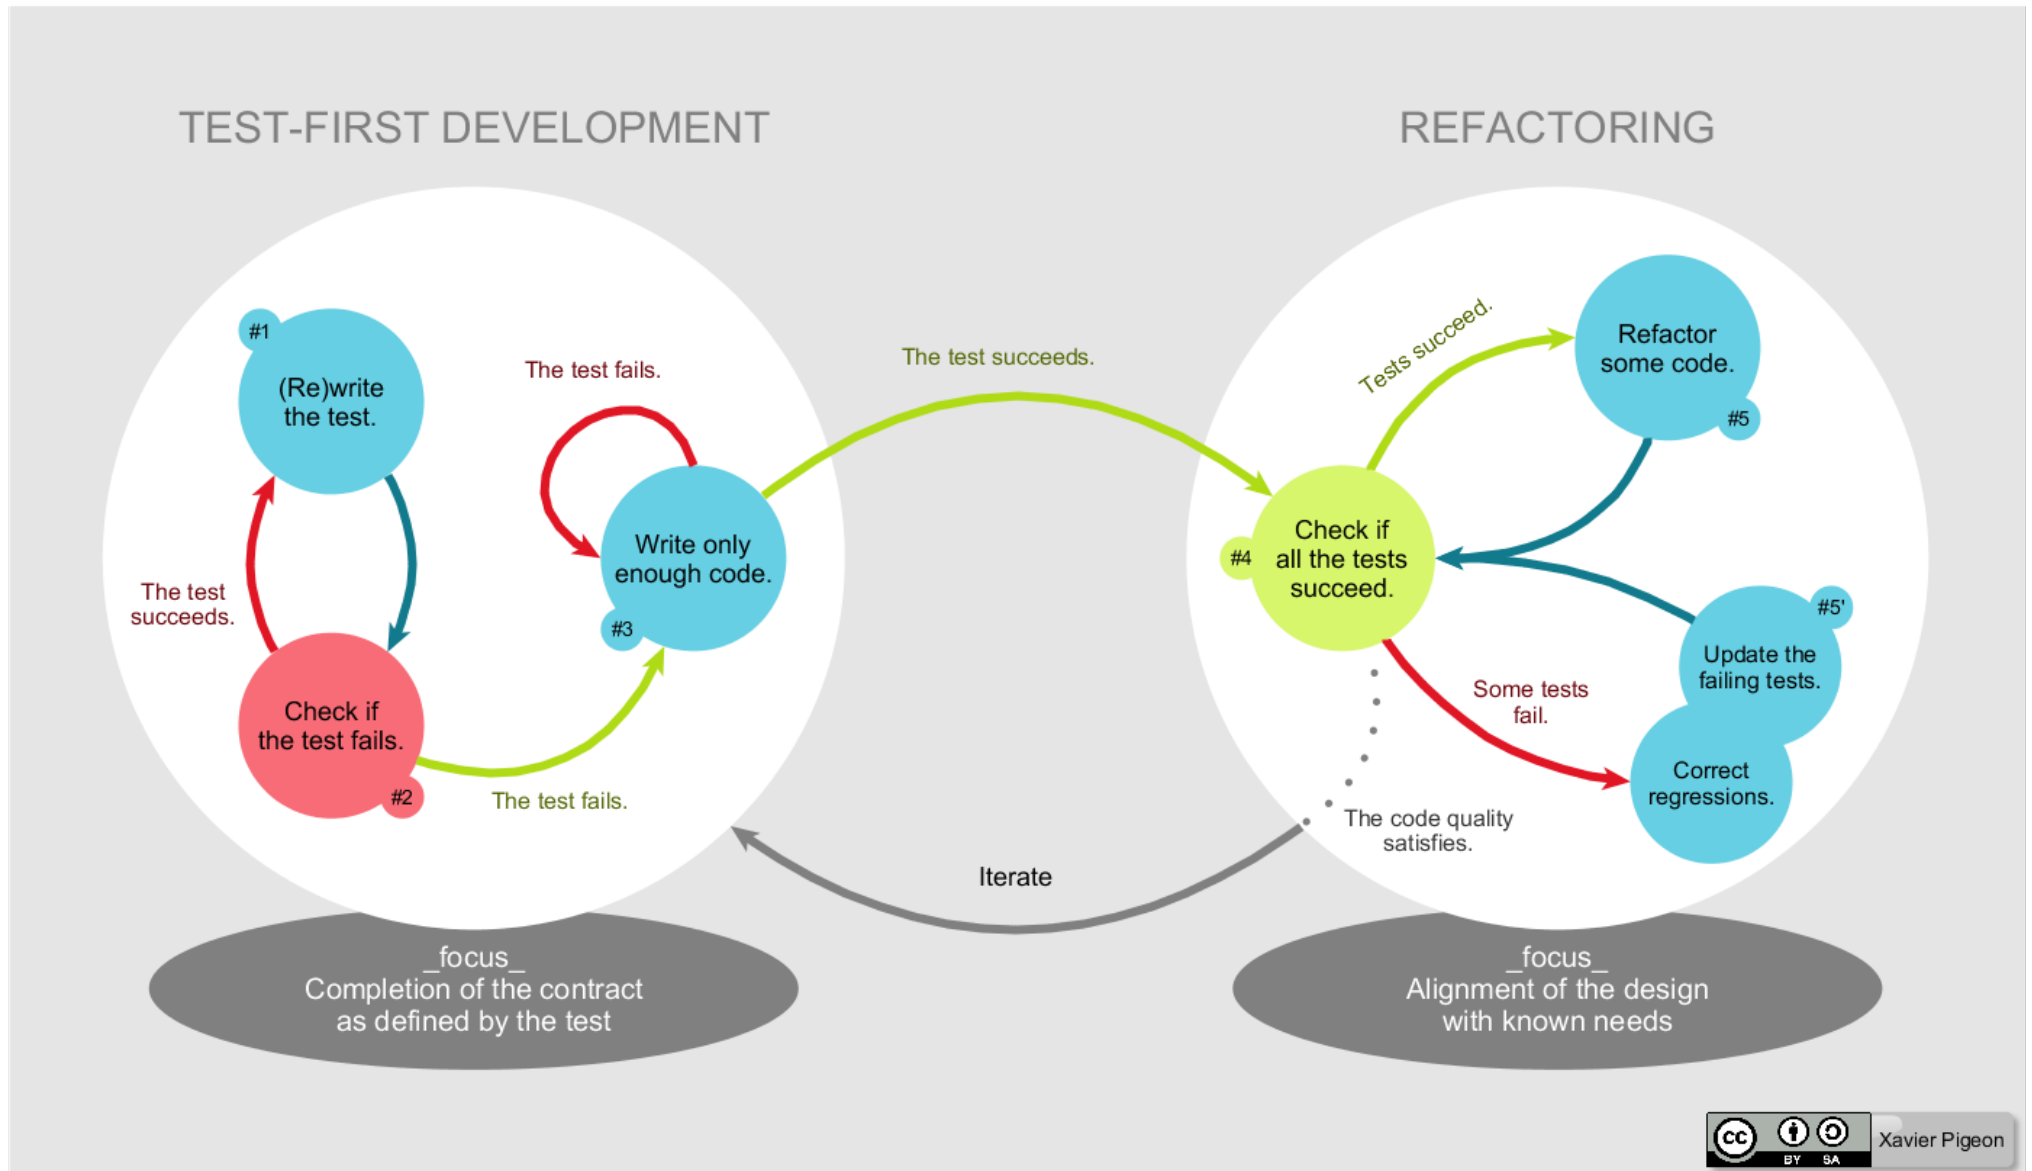 TEST-FIRST DEVELOPMENT
#1
(Re)write
the test.
The test
succeeds.
Check if
the test fails.
#2
The test fails.
The test fails.
Write only
enough code.
#3
The test succeeds.
_focus_
Completion of the contract
as defined by the test
REFACTORING
Tests succeed.
Refactor
some code.
#5
#4
Check if
all the tests
succeed.
#5'
Update the
failing tests.
Some tests
fail.
Correct
regressions.
The code quality
satisfies.
Iterate
_focus_
Alignment of the design
with known needs
cc
BY SA
Xavier Pigeon